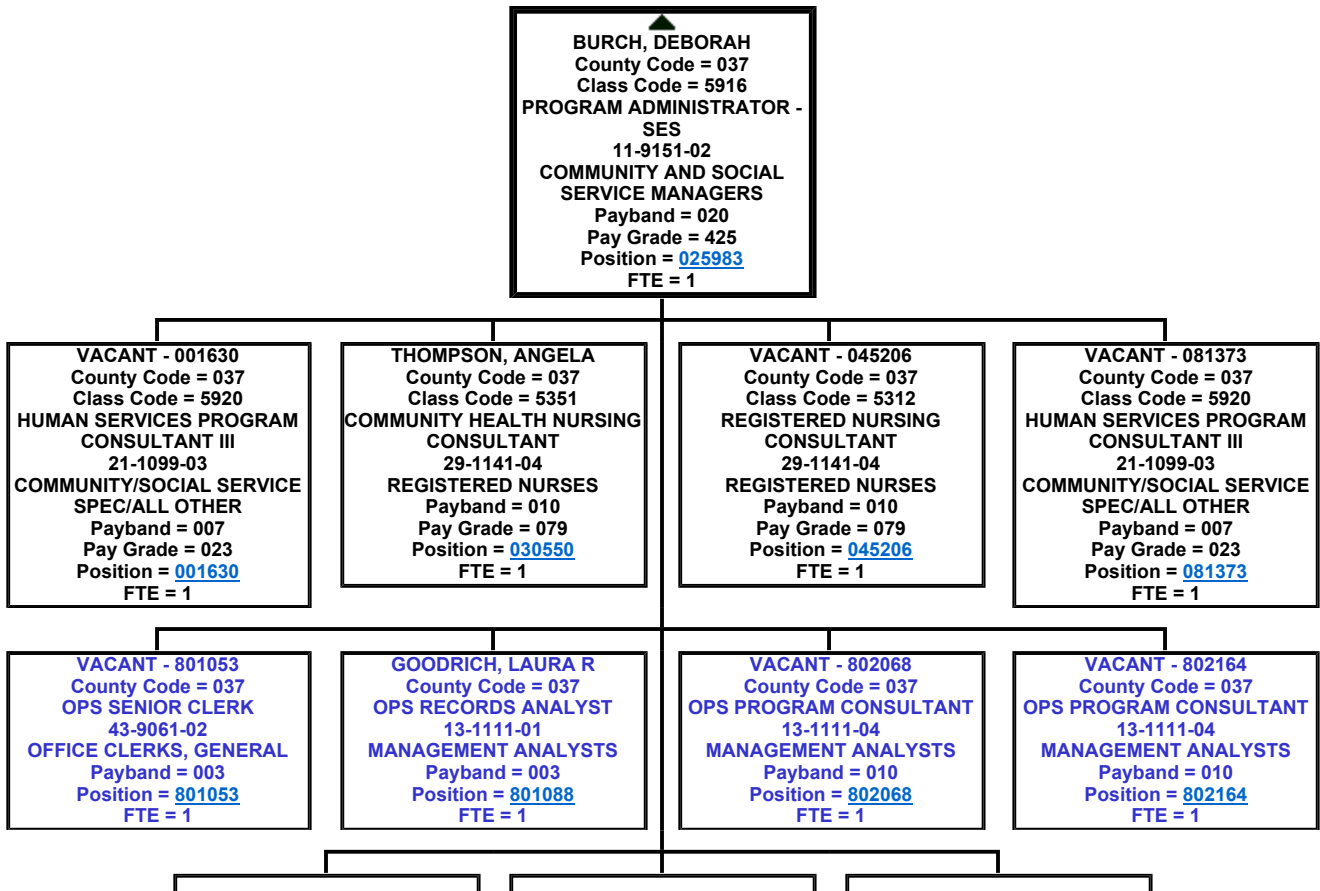 BURCH, DEBORAH
County Code = 037
Class Code = 5916
PROGRAM ADMINISTRATOR -
SES
11-9151-02
COMMUNITY AND SOCIAL
SERVICE MANAGERS
Payband = 020
Pay Grade = 425
Position = 025983
FTE = 1
VACANT - 001630
County Code = 037
Class Code = 5920
HUMAN SERVICES PROGRAM
CONSULTANT III
21-1099-03
COMMUNITY/SOCIAL SERVICE
SPEC/ALL OTHER
Payband = 007
Pay Grade = 023
Position = 001630
FTE = 1
THOMPSON, ANGELA
County Code = 037
Class Code = 5351
COMMUNITY HEALTH NURSING
CONSULTANT
29-1141-04
REGISTERED NURSES
Payband = 010
Pay Grade = 079
Position = 030550
FTE = 1
VACANT - 045206
County Code = 037
Class Code = 5312
REGISTERED NURSING
CONSULTANT
29-1141-04
REGISTERED NURSES
Payband = 010
Pay Grade = 079
Position = 045206
FTE = 1
VACANT - 081373
County Code = 037
Class Code = 5920
HUMAN SERVICES PROGRAM
CONSULTANT III
21-1099-03
COMMUNITY/SOCIAL SERVICE
SPEC/ALL OTHER
Payband = 007
Pay Grade = 023
Position = 081373
FTE = 1
VACANT - 801053
County Code = 037
OPS SENIOR CLERK
43-9061-02
OFFICE CLERKS, GENERAL
Payband = 003
Position = 801053
FTE = 1
GOODRICH, LAURA R
County Code = 037
OPS RECORDS ANALYST
13-1111-01
MANAGEMENT ANALYSTS
Payband = 003
Position = 801088
FTE = 1
VACANT - 802068
County Code = 037
OPS PROGRAM CONSULTANT
13-1111-04
MANAGEMENT ANALYSTS
Payband = 010
Position = 802068
FTE = 1
VACANT - 802164
County Code = 037
OPS PROGRAM CONSULTANT
13-1111-04
MANAGEMENT ANALYSTS
Payband = 010
Position = 802164
FTE = 1